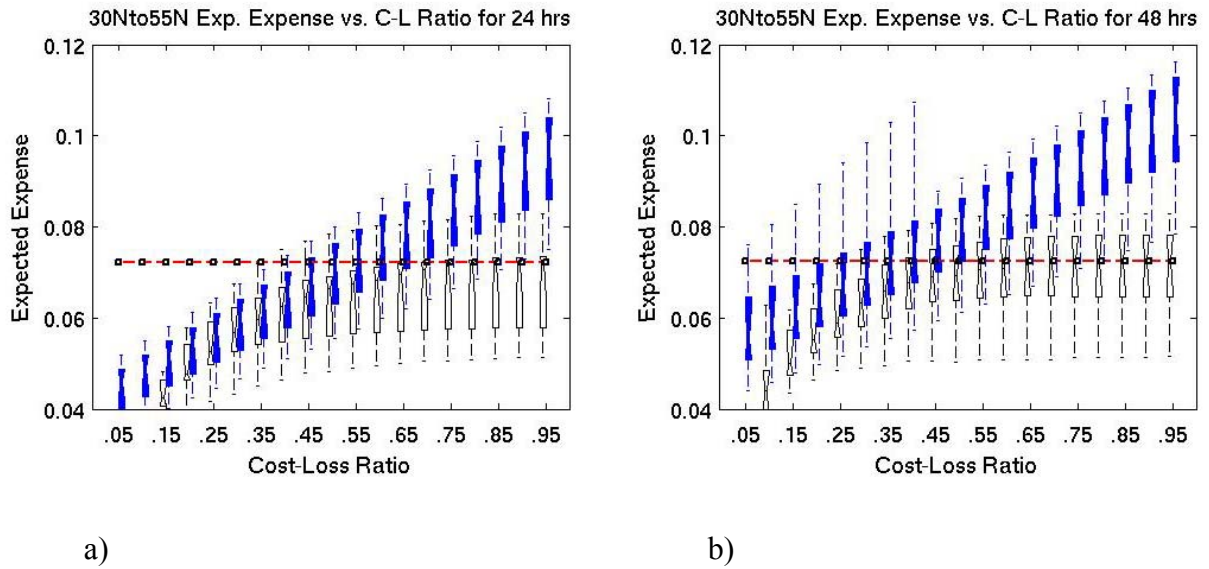 30Nto55N Exp. Expense vs. C-L Ratio for 24 hrs
0.12
0.1
0.08
0.06
0.04
Expected Expense
.05 .15 .25 .35 .45 .55 .65 .75 .85 .95
Cost-Loss Ratio
a)
30Nto55N Exp. Expense vs. C-L Ratio for 48 hrs
0.12
0.1
0.08
0.06
0.04
Expected Expense
.05 .15 .25 .35 .45 .55 .65 .75 .85 .95
Cost-Loss Ratio
b)